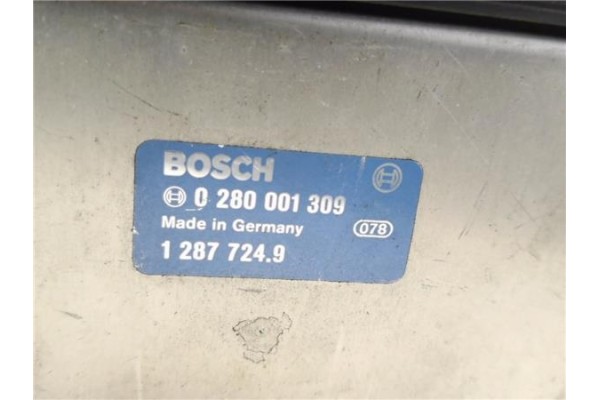 BOSCH
0 280 001 309
Made in Germany 078
1 287 724.9